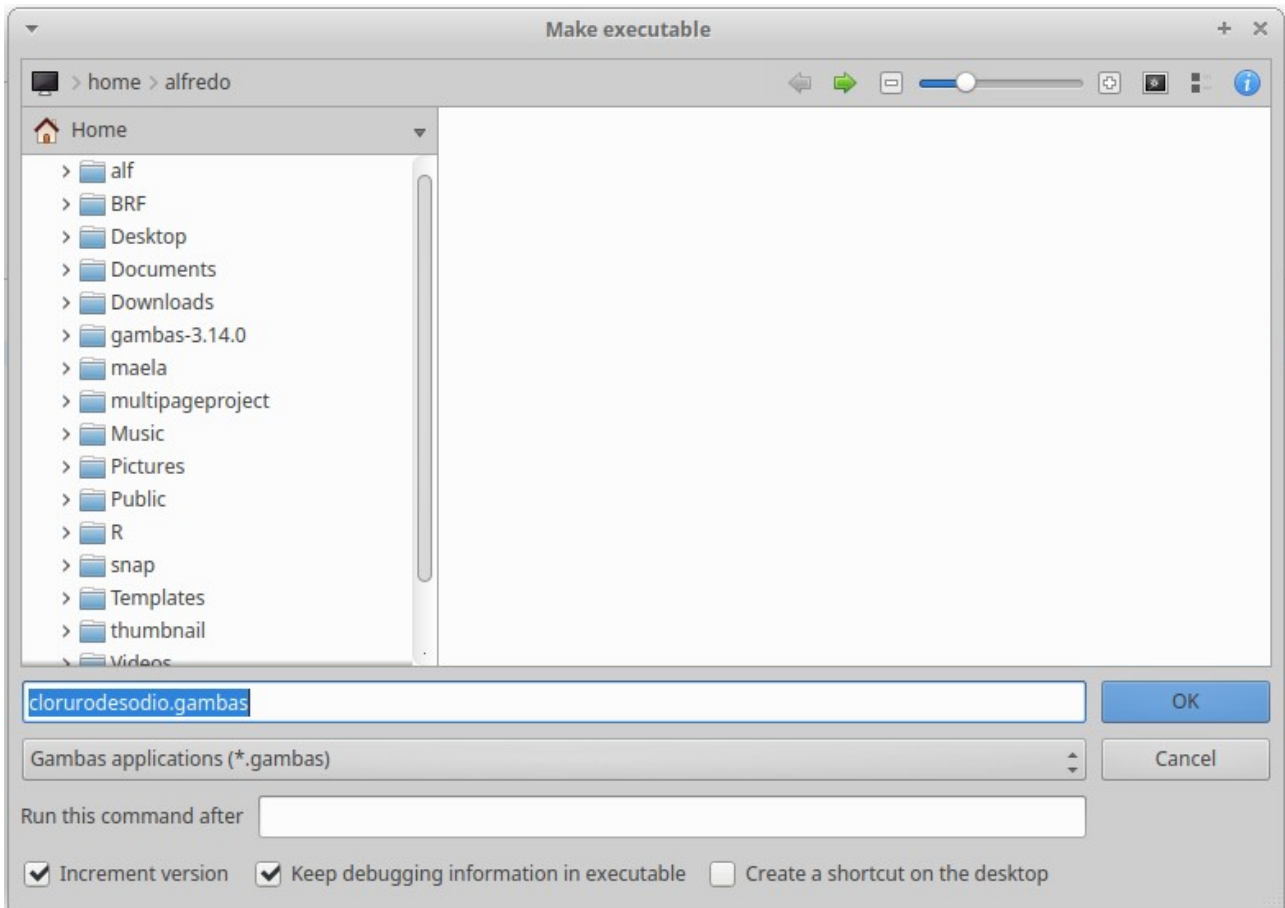 Make executable
> home > alfredo
Home
alf
BRF
Desktop
Documents
Downloads
gambas-3.14.0
maela
multipageproject
Music
Pictures
Public
R
snap
Templates
thumbnail
Videos
clorurodesodio.gambas
OK
Gambas applications (*.gambas)
Cancel
Run this command after
Increment version Keep debugging information in executable Create a shortcut on the desktop